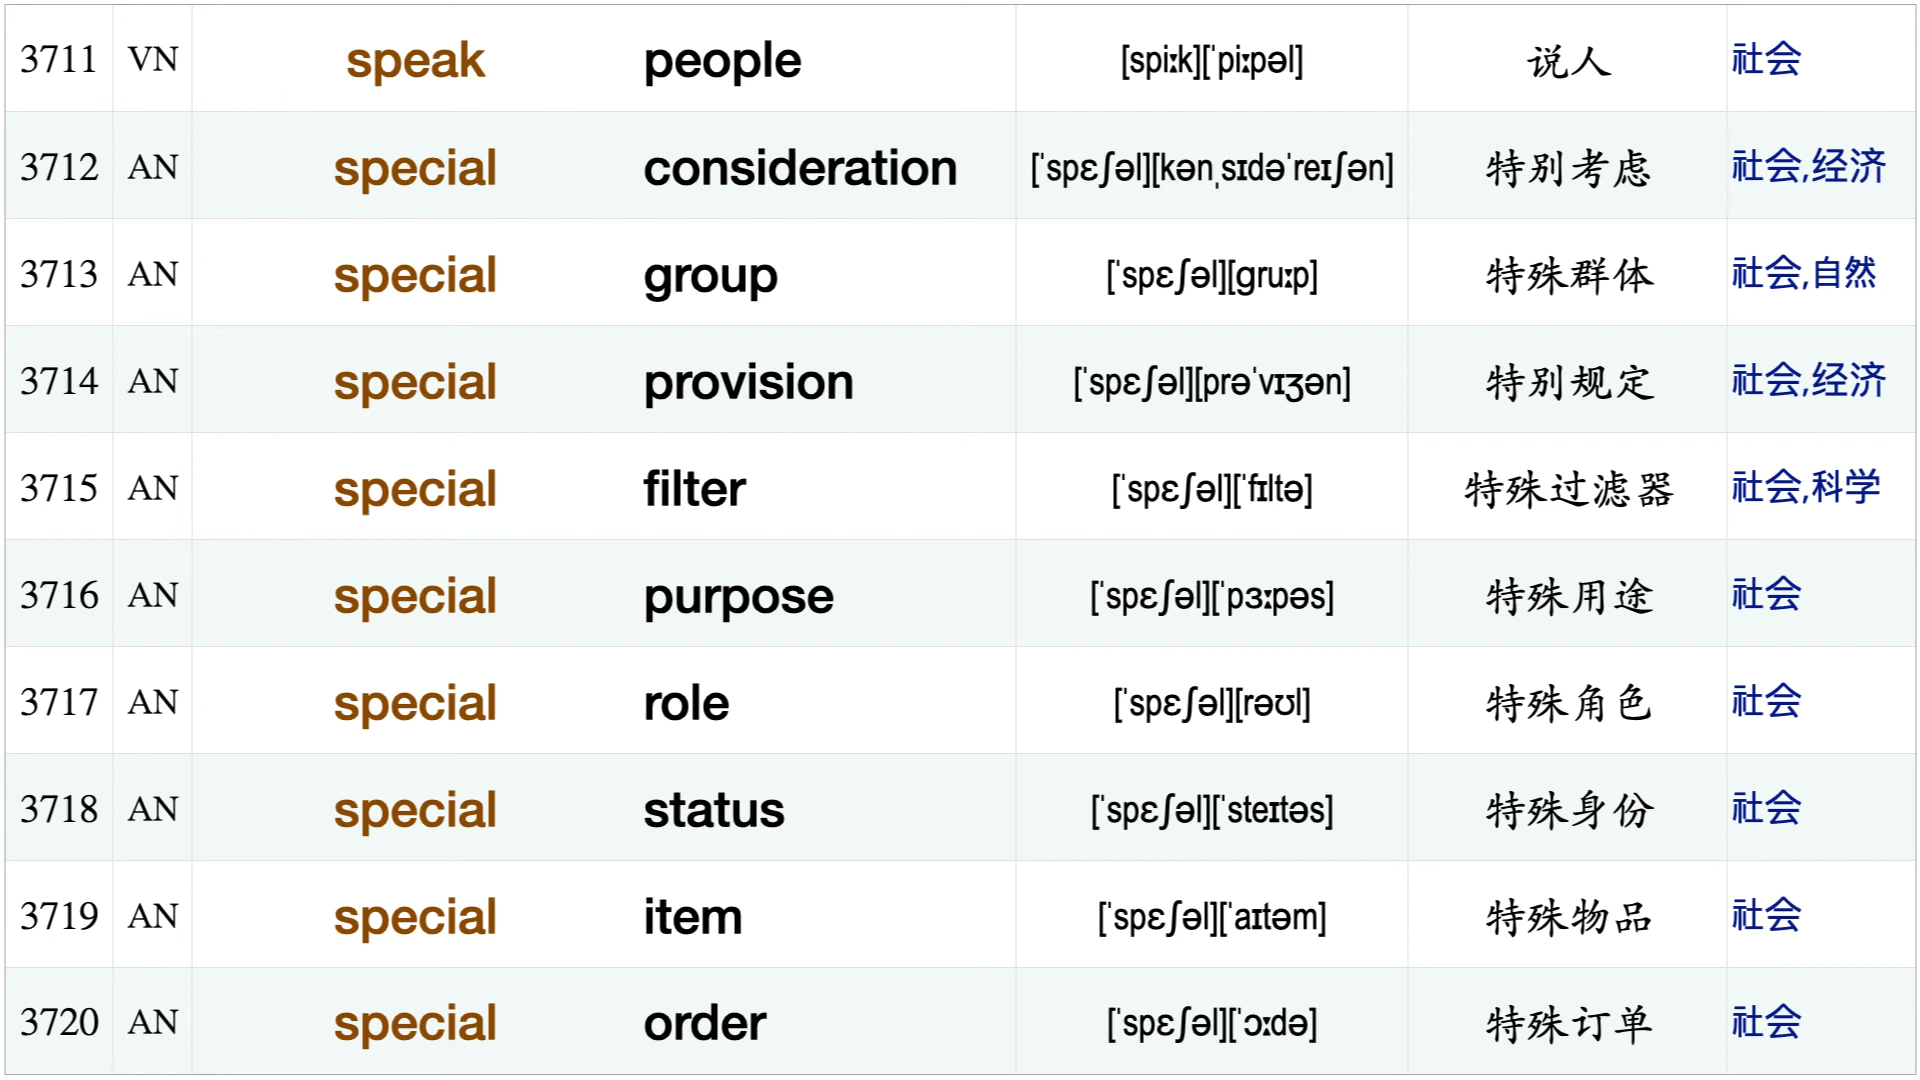 3711 VN speak people [spiːk][ˈpiːpəl] 说人 社会
3712 AN special consideration [ˈspɛʃəl][kənˌsɪdəˈreɪʃən] 特别考虑 社会,经济
3713 AN special group [ˈspɛʃəl][gruːp] 特殊群体 社会,自然
3714 AN special provision [ˈspɛʃəl][prəˈvɪʒən] 特别规定 社会,经济
3715 AN special filter [ˈspɛʃəl][ˈfɪltə] 特殊过滤器 社会,科学
3716 AN special purpose [ˈspɛʃəl][ˈpɜːpəs] 特殊用途 社会
3717 AN special role [ˈspɛʃəl][rəʊl] 特殊角色 社会
3718 AN special status [ˈspɛʃəl][ˈsteɪtəs] 特殊身份 社会
3719 AN special item [ˈspɛʃəl][ˈaɪtəm] 特殊物品 社会
3720 AN special order [ˈspɛʃəl][ˈɔːdə] 特殊订单 社会